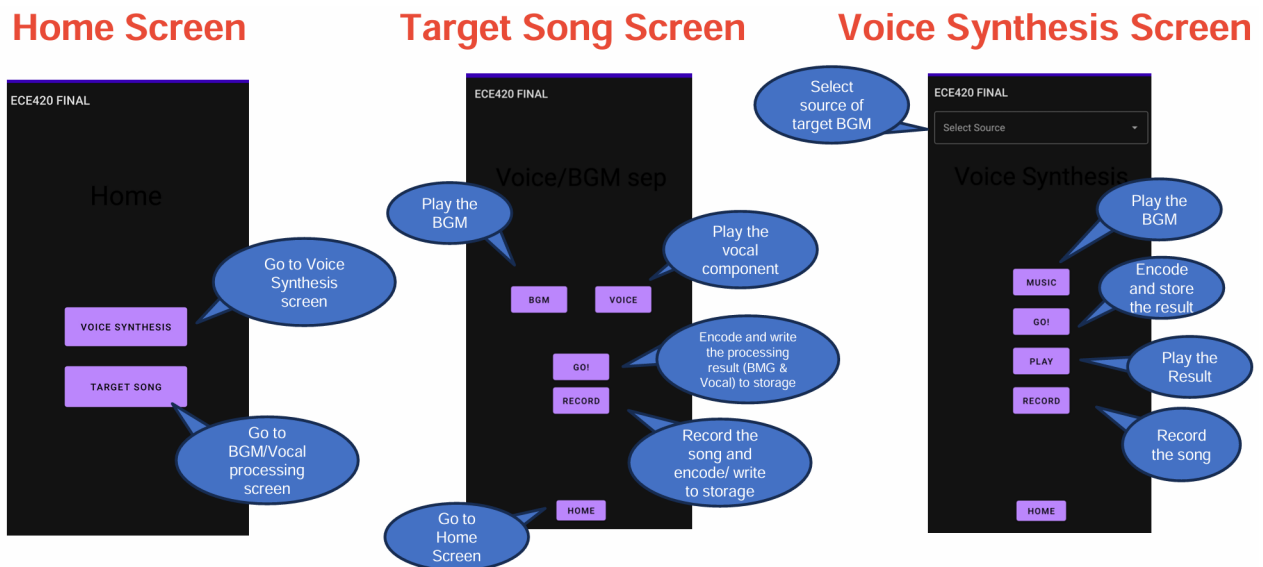 Home Screen
Target Song Screen
Voice Synthesis Screen
ECE420 FINAL
Home
Go to Voice
Synthesis
screen
VOICE SYNTHESIS
TARGET SONG
Go to
BGM/Vocal
processing
screen
ECE420 FINAL
Voice/BGM sep
Play the
BGM
Play the
vocal
component
BGM
VOICE
Encode and write
the processing
result (BMG &
Vocal) to storage
GO!
RECORD
Record the
song and
encode/ write
to storage
HOME
Go to
Home
Screen
Select
source of
target BGM
ECE420 FINAL
Select Source
Voice Synthesis
Play the
BGM
MUSIC
Encode
and store
the result
GO!
PLAY
Play the
Result
RECORD
Record
the song
HOME